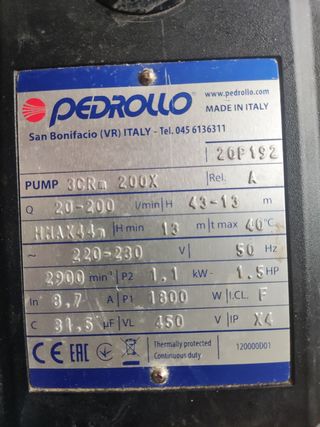 PEDROLLO
www.pedrollo.com
MADE IN ITALY
San Bonifacio (VR) ITALY - Tel. 045 6136311
20P192
PUMP 3CRm 200X Rel. A
Q 20-200 l/min H 43-13 m
HMAX44m H min 13 m t max 40°C
~ 220-230 V 50 Hz
2900 min⁻¹ P2 1,1 kW - 1.5 HP
In 8,7 A P1 1800 W I.CL. F
C 31,5 µF VL 450 V IP X4
CE EAC Thermally protected
Continuous duty
120000D01